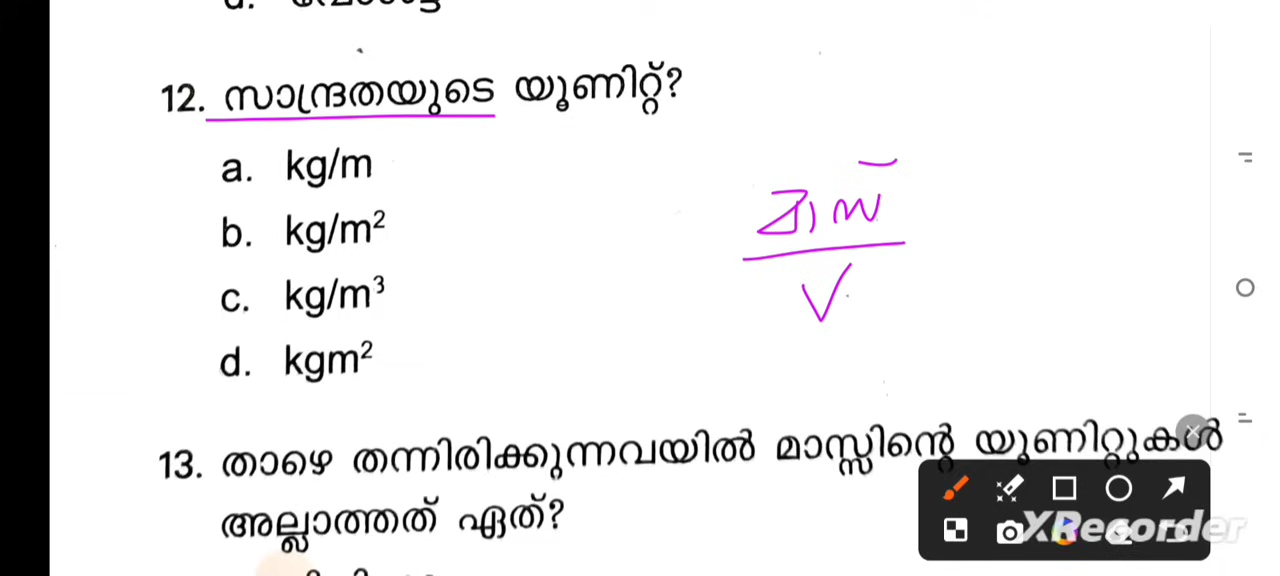 12. സാന്ദ്രതയുടെ യൂണിറ്റ്?
a. kg/m
b. kg/m²
c. kg/m³
d. kgm²
മാസ്
V
13. താഴെ തന്നിരിക്കുന്നവയിൽ മാസ്സിന്റെ യൂണിറ്റുകൾ
അല്ലാത്തത് ഏത്?
XRecorder